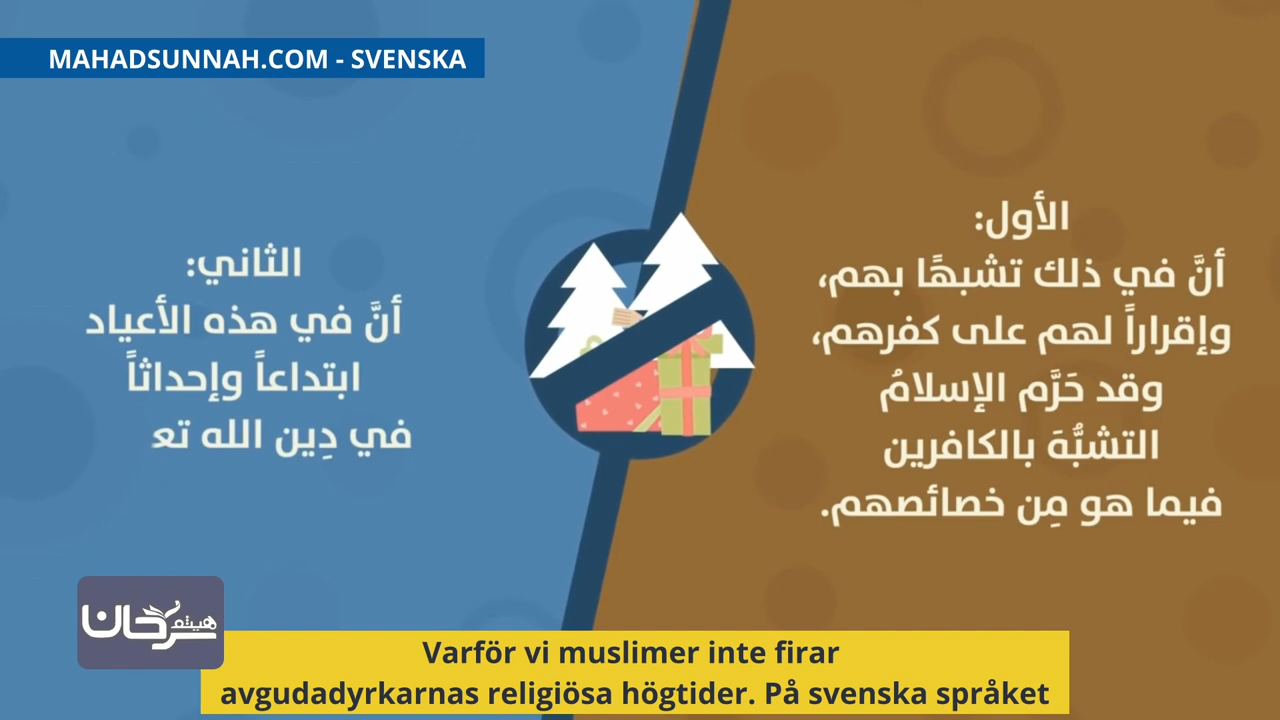 MAHADSUNNAH.COM - SVENSKA
الأول:
أنَّ في ذلك تشبهًا بهم،
وإقراراً لهم على كفرهم،
وقد حَرَّم الإسلامُ
التشبُّهَ بالكافرين
فيما هو مِن خصائصهم.
الثاني:
أنَّ في هذه الأعياد
ابتداعاً وإحداثاً
في دِين الله تع
هيثم
سرحان
Varför vi muslimer inte firar
avgudadyrkarnas religiösa högtider. På svenska språket